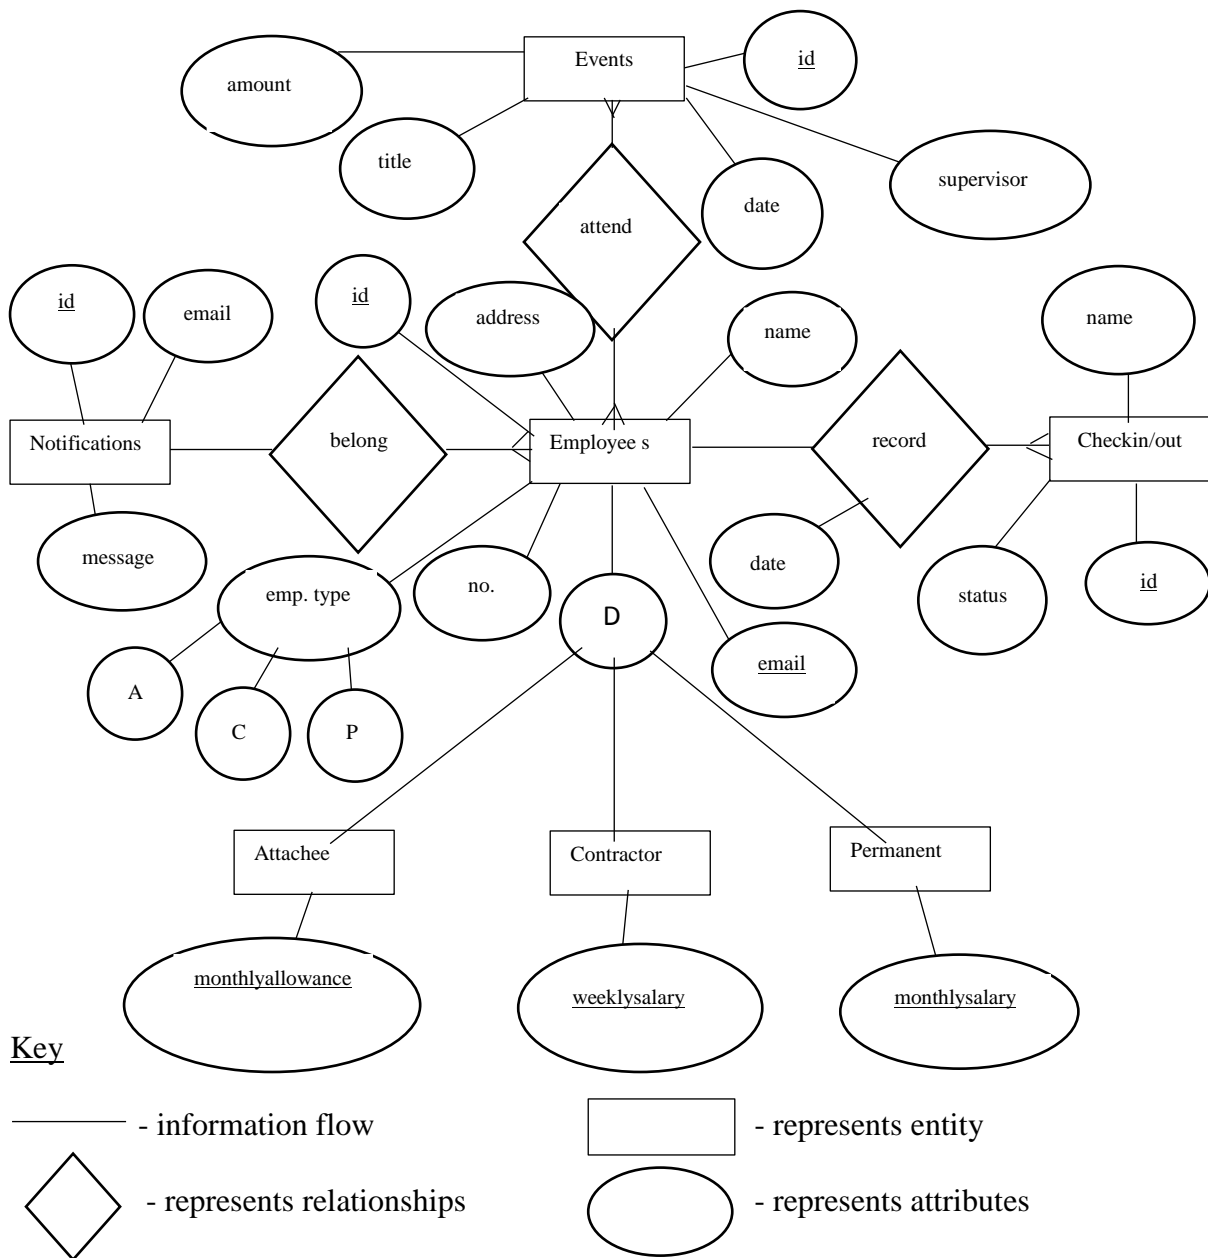 Events
id
amount
title
date
supervisor
attend
id
email
id
address
name
name
Notifications
belong
Employee s
record
Checkin/out
message
emp. type
no.
D
date
status
id
email
A
C
P
Attachee
Contractor
Permanent
monthlyallowance
weeklysalary
monthlysalary
Key
- information flow
- represents entity
- represents relationships
- represents attributes